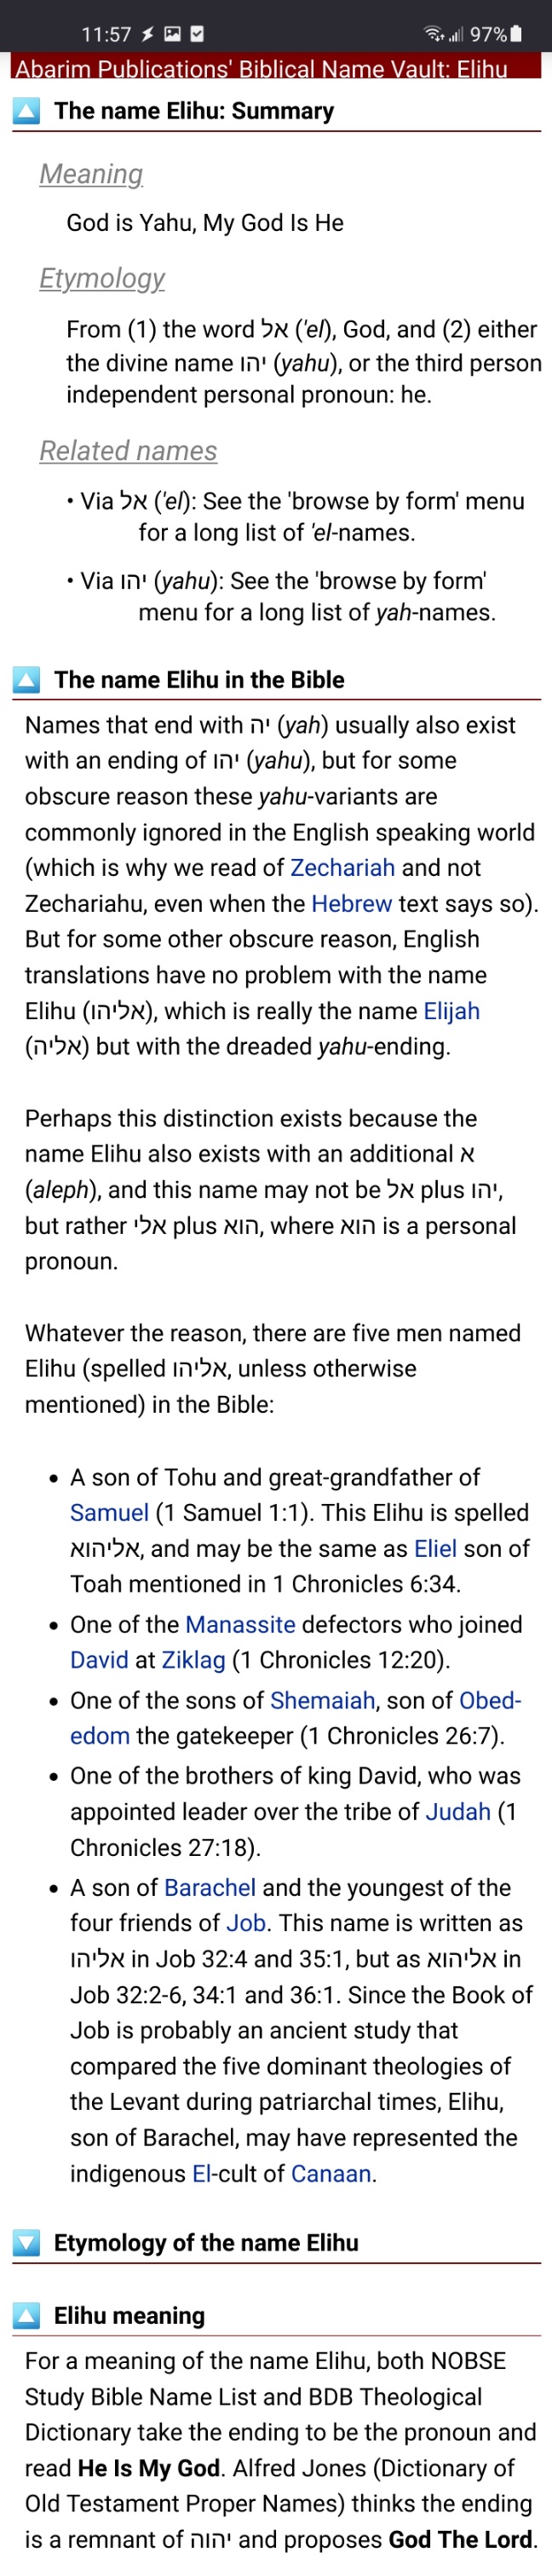 11:57 97%
Abarim Publications' Biblical Name Vault: Elihu
The name Elihu: Summary
Meaning
God is Yahu, My God Is He
Etymology
From (1) the word אל ('el), God, and (2) either
the divine name יהו (yahu), or the third person
independent personal pronoun: he.
Related names
• Via אל ('el): See the 'browse by form' menu
for a long list of 'el-names.
• Via יהו (yahu): See the 'browse by form'
menu for a long list of yah-names.
The name Elihu in the Bible
Names that end with יה (yah) usually also exist
with an ending of יהו (yahu), but for some
obscure reason these yahu-variants are
commonly ignored in the English speaking world
(which is why we read of Zechariah and not
Zechariahu, even when the Hebrew text says so).
But for some other obscure reason, English
translations have no problem with the name
Elihu (אליהו), which is really the name Elijah
(אליה) but with the dreaded yahu-ending.
Perhaps this distinction exists because the
name Elihu also exists with an additional א
(aleph), and this name may not be אל plus יהו,
but rather אלי plus הוא, where הוא is a personal
pronoun.
Whatever the reason, there are five men named
Elihu (spelled אליהו, unless otherwise
mentioned) in the Bible:
• A son of Tohu and great-grandfather of
Samuel (1 Samuel 1:1). This Elihu is spelled
אליהוא, and may be the same as Eliel son of
Toah mentioned in 1 Chronicles 6:34.
• One of the Manassite defectors who joined
David at Ziklag (1 Chronicles 12:20).
• One of the sons of Shemaiah, son of Obed-
edom the gatekeeper (1 Chronicles 26:7).
• One of the brothers of king David, who was
appointed leader over the tribe of Judah (1
Chronicles 27:18).
• A son of Barachel and the youngest of the
four friends of Job. This name is written as
אליהו in Job 32:4 and 35:1, but as אליהוא in
Job 32:2-6, 34:1 and 36:1. Since the Book of
Job is probably an ancient study that
compared the five dominant theologies of
the Levant during patriarchal times, Elihu,
son of Barachel, may have represented the
indigenous El-cult of Canaan.
Etymology of the name Elihu
Elihu meaning
For a meaning of the name Elihu, both NOBSE
Study Bible Name List and BDB Theological
Dictionary take the ending to be the pronoun and
read He Is My God. Alfred Jones (Dictionary of
Old Testament Proper Names) thinks the ending
is a remnant of יהוה and proposes God The Lord.